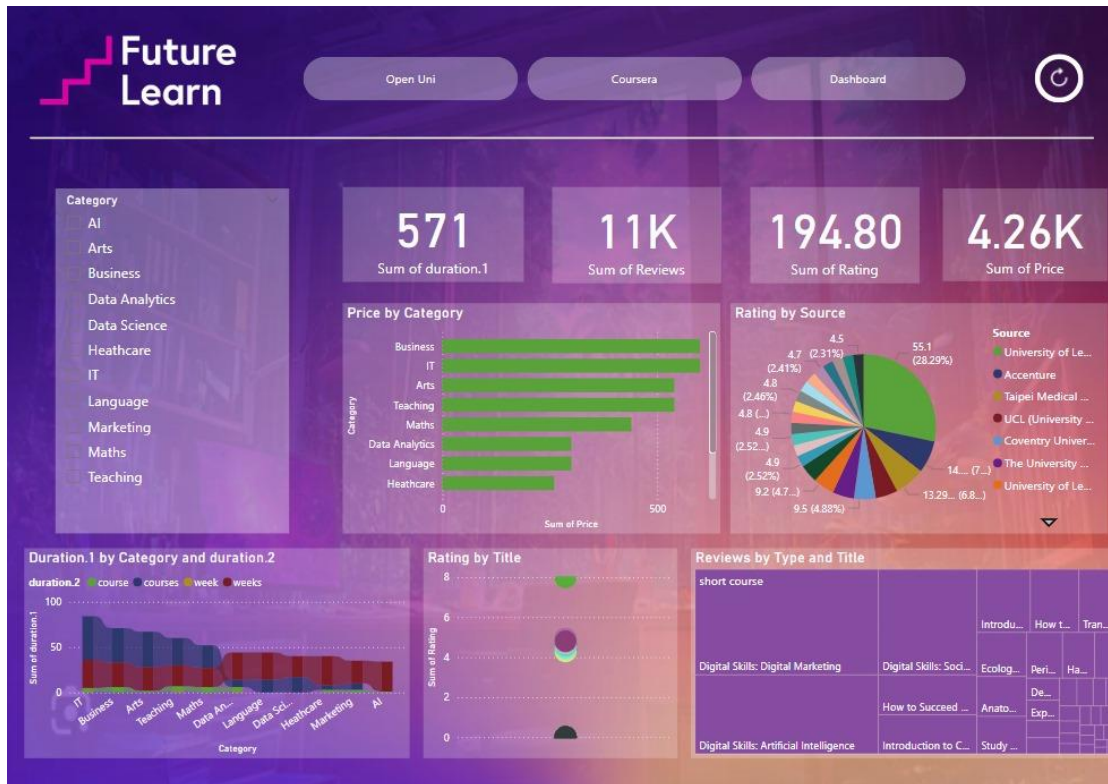 Future
Learn
Open Uni
Coursera
Dashboard
Category
AI
Arts
Business
Data Analytics
Data Science
Heathcare
IT
Language
Marketing
Maths
Teaching
571
Sum of duration.1
11K
Sum of Reviews
194.80
Sum of Rating
4.26K
Sum of Price
Price by Category
Category
Business
IT
Arts
Teaching
Maths
Data Analytics
Language
Heathcare
0
500
Sum of Price
Rating by Source
4.5
(2.31%)
4.7
(2.41%)
4.8
(2.46%)
4.8 (...)
4.9
(2.52...)
4.9
(2.52%)
9.2 (4.7...)
9.5 (4.88%)
13.29... (6.8...)
14.... (7...)
55.1
(28.29%)
Source
University of Le...
Accenture
Taipei Medical ...
UCL (University ...
Coventry Univer...
The University ...
University of Le...
Duration.1 by Category and duration.2
duration.2
course
courses
week
weeks
Sum of duration.1
100
50
0
IT
Business
Arts
Teaching
Maths
Data An...
Language
Data Sci...
Heathcare
Marketing
AI
Category
Rating by Title
Sum of Rating
8
6
4
2
0
Reviews by Type and Title
short course
Digital Skills: Digital Marketing
Digital Skills: Artificial Intelligence
Digital Skills: Soci...
How to Succeed ...
Introduction to C...
Introdu...
How t...
Tran...
Ecolog...
Peri...
Ha...
Anato...
De...
Exp...
Study ...